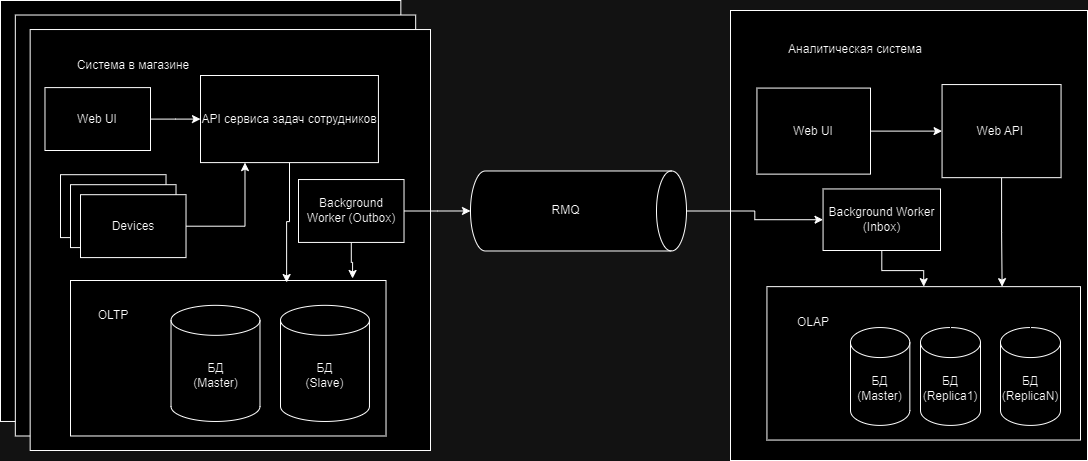 Система в магазине
Web UI
API сервиса задач сотрудников
Devices
Background
Worker (Outbox)
OLTP
БД
(Master)
БД
(Slave)
RMQ
Аналитическая система
Web UI
Web API
Background Worker
(Inbox)
OLAP
БД
(Master)
БД
(Replica1)
БД
(ReplicaN)